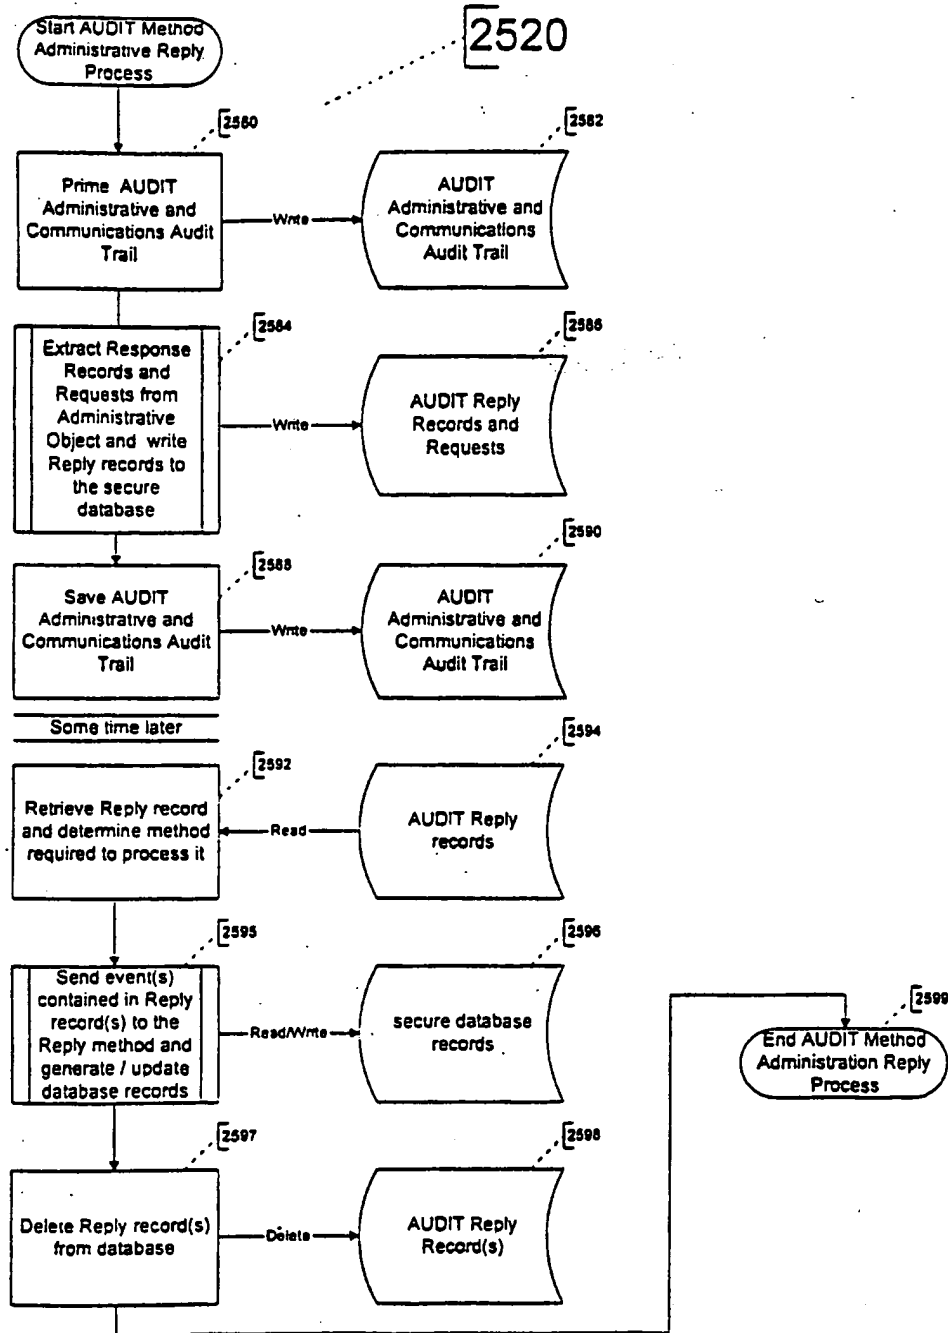 Start AUDIT Method
Administrative Reply
Process
2520
2580
2582
Prime AUDIT
Administrative and
Communications Audit
Trail
Write
AUDIT
Administrative and
Communications
Audit Trail
2584
2586
Extract Response
Records and
Requests from
Administrative
Object and write
Reply records to
the secure
database
Write
AUDIT Reply
Records and
Requests
2588
2590
Save AUDIT
Administrative and
Communications Audit
Trail
Write
AUDIT
Administrative and
Communications
Audit Trail
Some time later
2592
2594
Retrieve Reply record
and determine method
required to process it
Read
AUDIT Reply
records
2595
2596
Send event(s)
contained in Reply
record(s) to the
Reply method and
generate / update
database records
Read/Write
secure database
records
2599
End AUDIT Method
Administration Reply
Process
2597
2598
Delete Reply record(s)
from database
Delete
AUDIT Reply
Record(s)